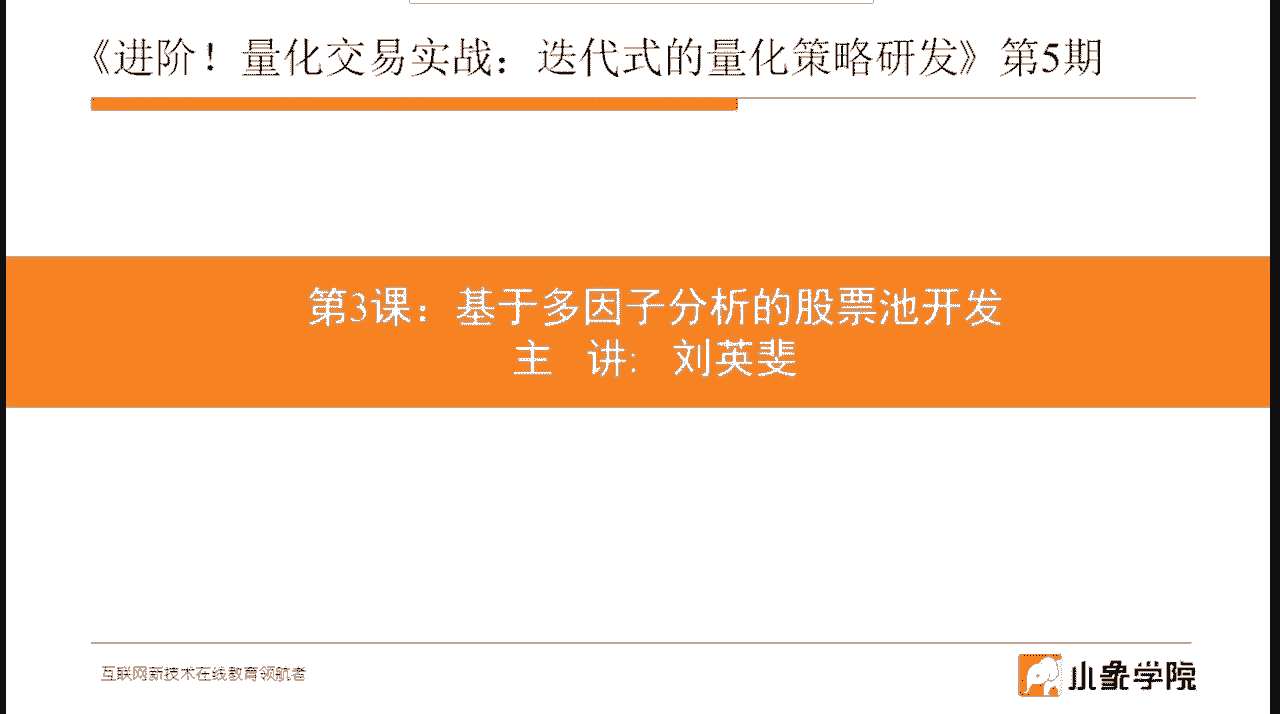 《进阶！量化交易实战：迭代式的量化策略研发》第5期
第3课：基于多因子分析的股票池开发
主 讲: 刘英斐
互联网新技术在线教育领航者
小象学院